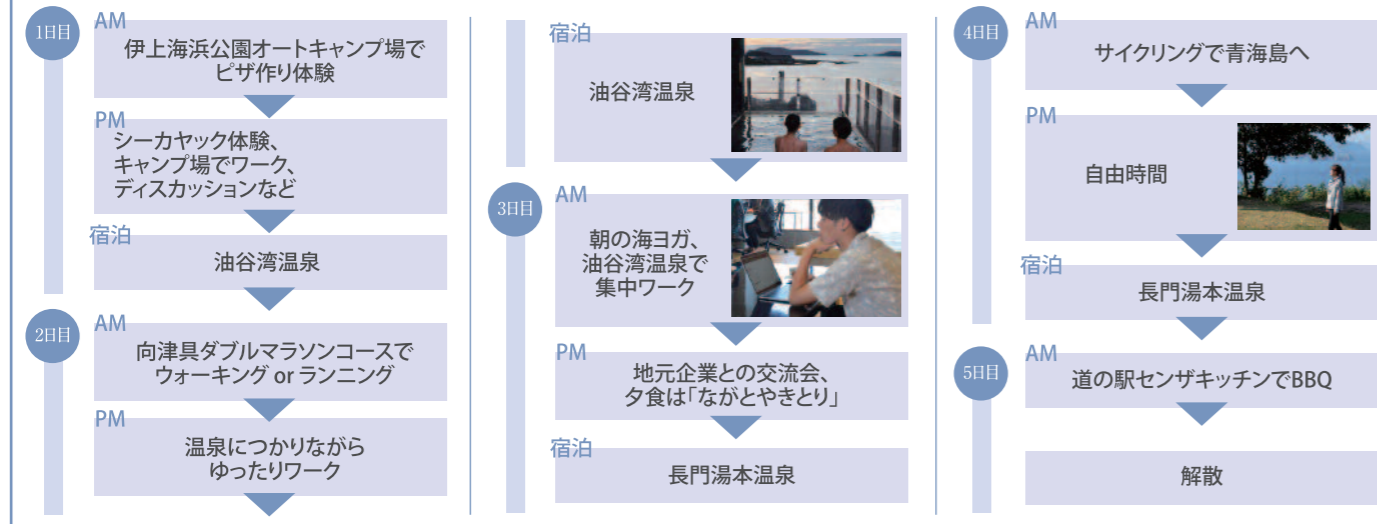 1日目
AM
伊上海浜公園オートキャンプ場で
ピザ作り体験
PM
シーカヤック体験、
キャンプ場でワーク、
ディスカッションなど
宿泊
油谷湾温泉
2日目
AM
向津具ダブルマラソンコースで
ウォーキング or ランニング
PM
温泉につかりながら
ゆったりワーク
宿泊
油谷湾温泉
3日目
AM
朝の海ヨガ、
油谷湾温泉で
集中ワーク
PM
地元企業との交流会、
夕食は「ながとやきとり」
宿泊
長門湯本温泉
4日目
AM
サイクリングで青海島へ
PM
自由時間
宿泊
長門湯本温泉
5日目
AM
道の駅センザキッチンでBBQ
解散